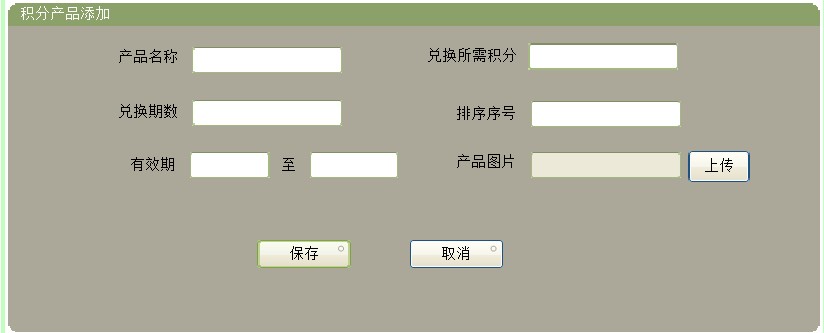 积分产品添加
产品名称
兑换所需积分
兑换期数
排序序号
有效期 至
产品图片 上传
保存 取消